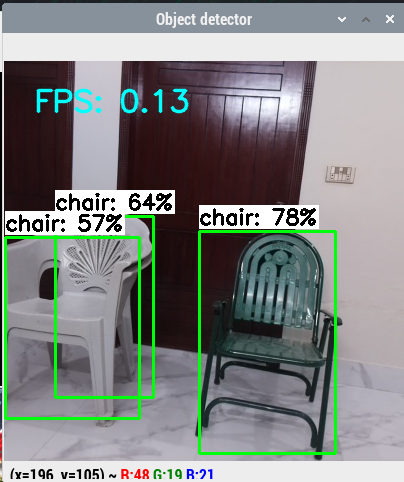 Object detector
FPS: 0.13
chair: 64%
chair: 57%
chair: 78%
(x=196, y=105) ~ R:48 G:19 B:21